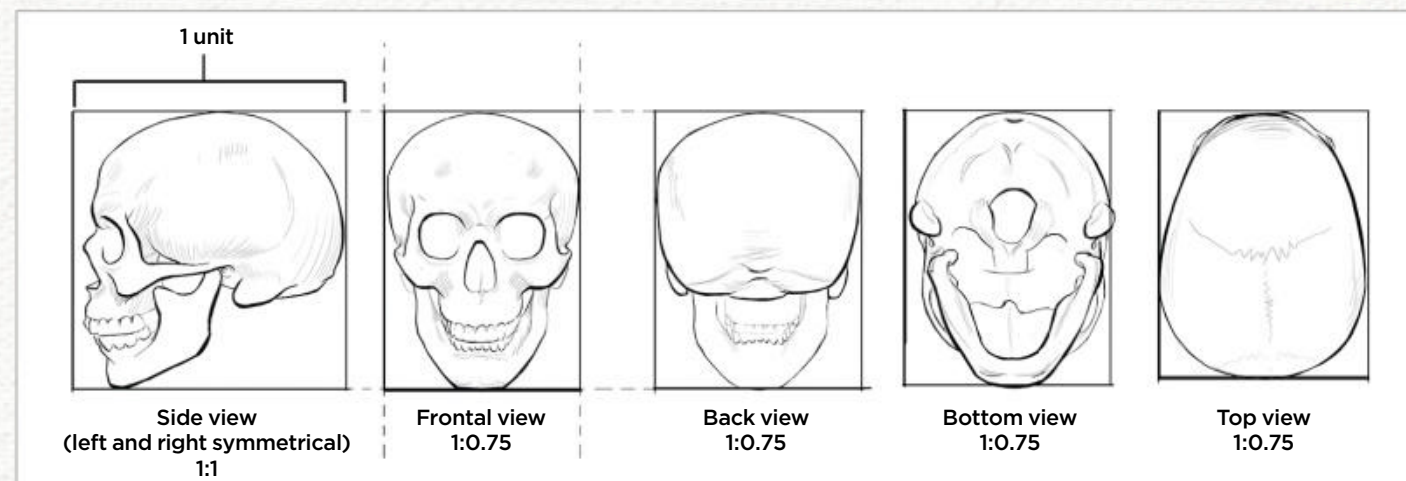 1 unit
Side view
(left and right symmetrical)
1:1
Frontal view
1:0.75
Back view
1:0.75
Bottom view
1:0.75
Top view
1:0.75